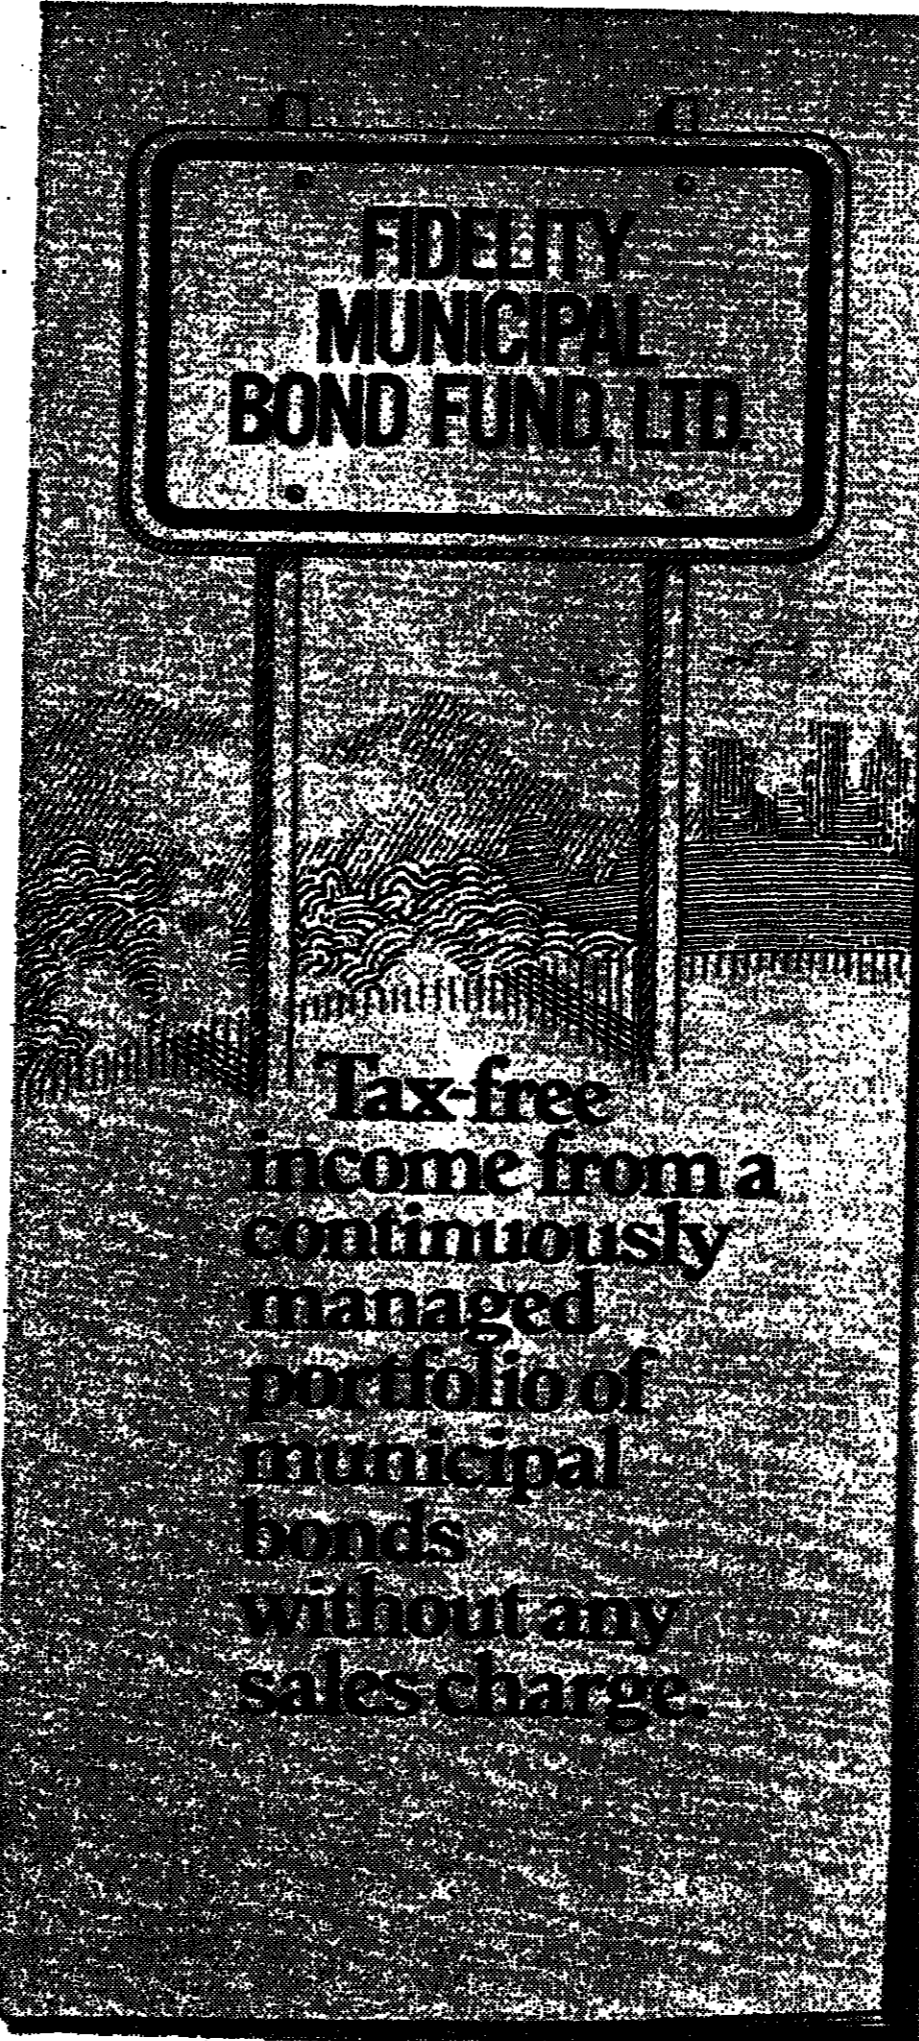 FIDELITY
MUNICIPAL
BOND FUND, LTD.
Tax-free
income from a
continuously
managed
portfolio of
municipal
bonds
without any
sales charge.